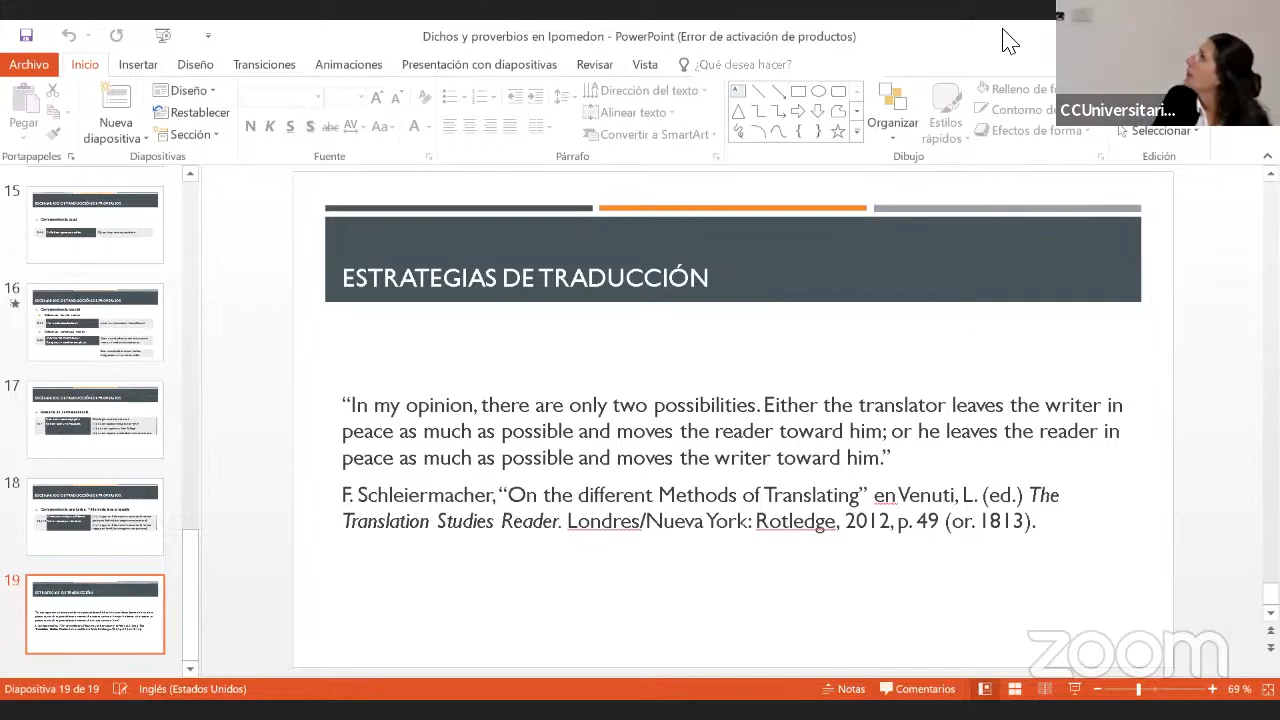 Dichos y proverbios en Ipomedon - PowerPoint (Error de activación de productos)
Archivo Inicio Insertar Diseño Transiciones Animaciones Presentación con diapositivas Revisar Vista ¿Qué desea hacer?
Pegar
Nueva diapositiva
Diseño
Restablecer
Sección
N K S S abc AV Aa A
Dirección del texto
Alinear texto
Convertir a SmartArt
Organizar
Estilos rápidos
Relleno de
Contorno de
Efectos de forma
Seleccionar
CCUniversitari...
Portapapeles Diapositivas Fuente Párrafo Dibujo Edición
15
16
17
18
19
ESTRATEGIAS DE TRADUCCIÓN
“In my opinion, there are only two possibilities. Either the translator leaves the writer in
peace as much as possible and moves the reader toward him; or he leaves the reader in
peace as much as possible and moves the writer toward him.”
F. Schleiermacher, “On the different Methods of Translating” en Venuti, L. (ed.) The
Translation Studies Reader. Londres/Nueva York: Rotledge, 2012, p. 49 (or. 1813).
zoom
Diapositiva 19 de 19 Inglés (Estados Unidos) Notas Comentarios 69 %